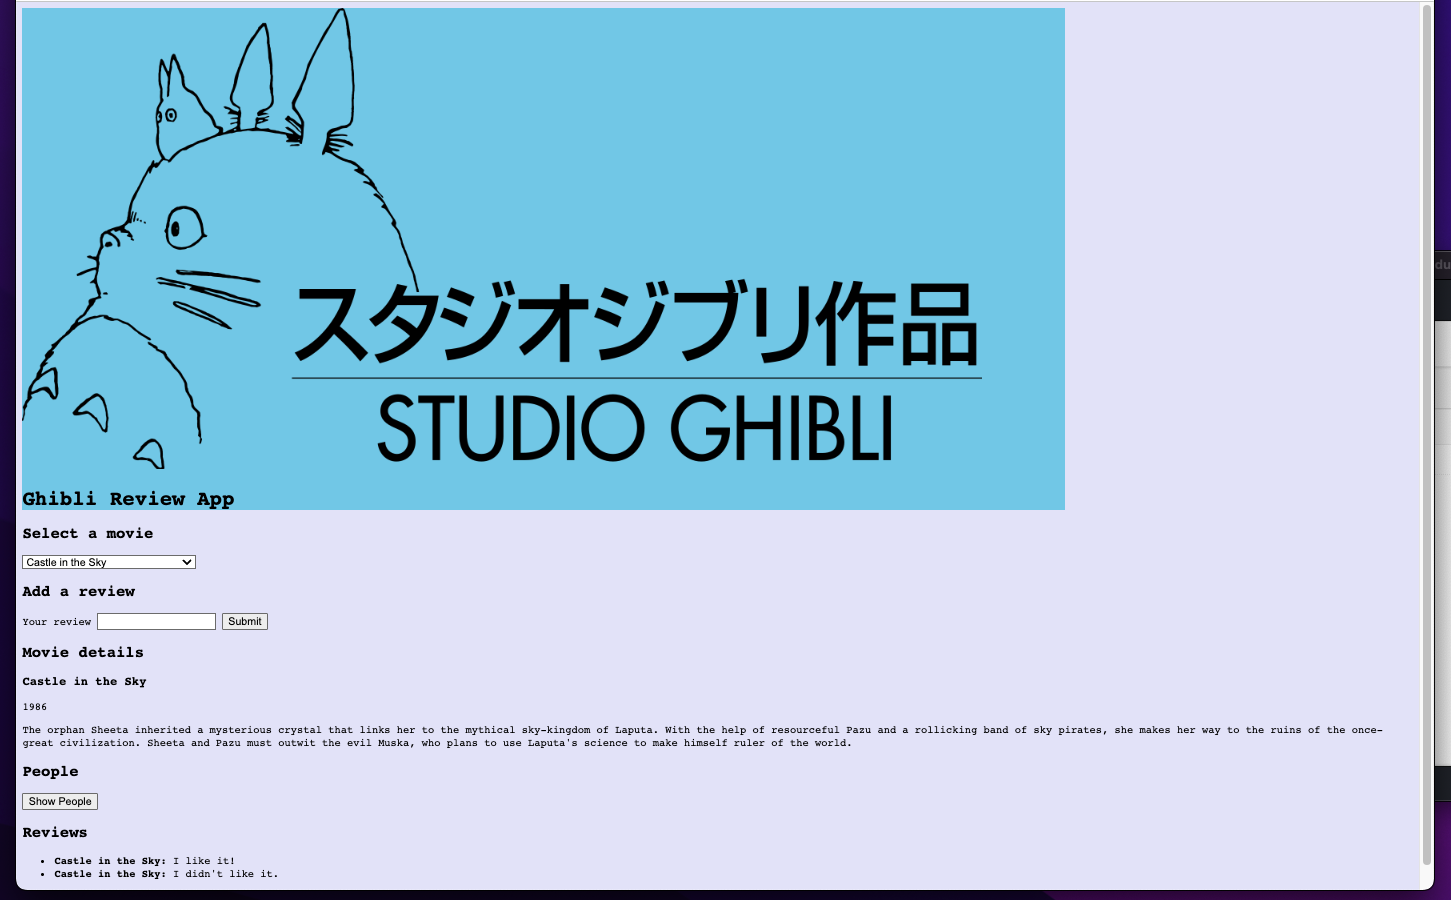 スタジオジブリ作品
STUDIO GHIBLI
Ghibli Review App
Select a movie
Castle in the Sky
Add a review
Your review Submit
Movie details
Castle in the Sky
1986
The orphan Sheeta inherited a mysterious crystal that links her to the mythical sky-kingdom of Laputa. With the help of resourceful Pazu and a rollicking band of sky pirates, she makes her way to the ruins of the once-
great civilization. Sheeta and Pazu must outwit the evil Muska, who plans to use Laputa's science to make himself ruler of the world.
People
Show People
Reviews
• Castle in the Sky: I like it!
• Castle in the Sky: I didn't like it.
du